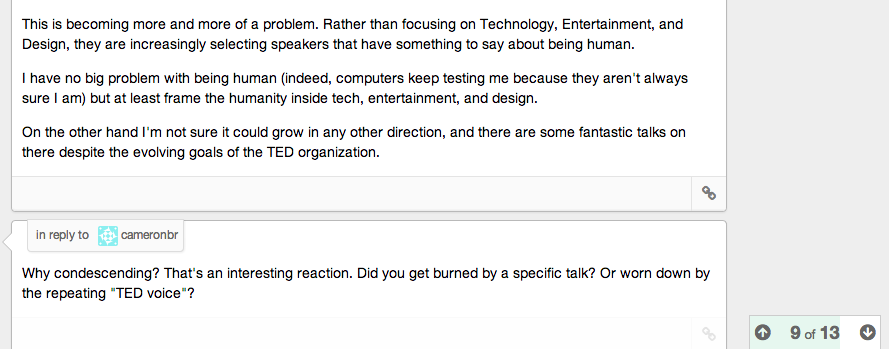 This is becoming more and more of a problem. Rather than focusing on Technology, Entertainment, and
Design, they are increasingly selecting speakers that have something to say about being human.
I have no big problem with being human (indeed, computers keep testing me because they aren't always
sure I am) but at least frame the humanity inside tech, entertainment, and design.
On the other hand I'm not sure it could grow in any other direction, and there are some fantastic talks on
there despite the evolving goals of the TED organization.
in reply to cameronbr
Why condescending? That's an interesting reaction. Did you get burned by a specific talk? Or worn down by
the repeating "TED voice"?
9 of 13